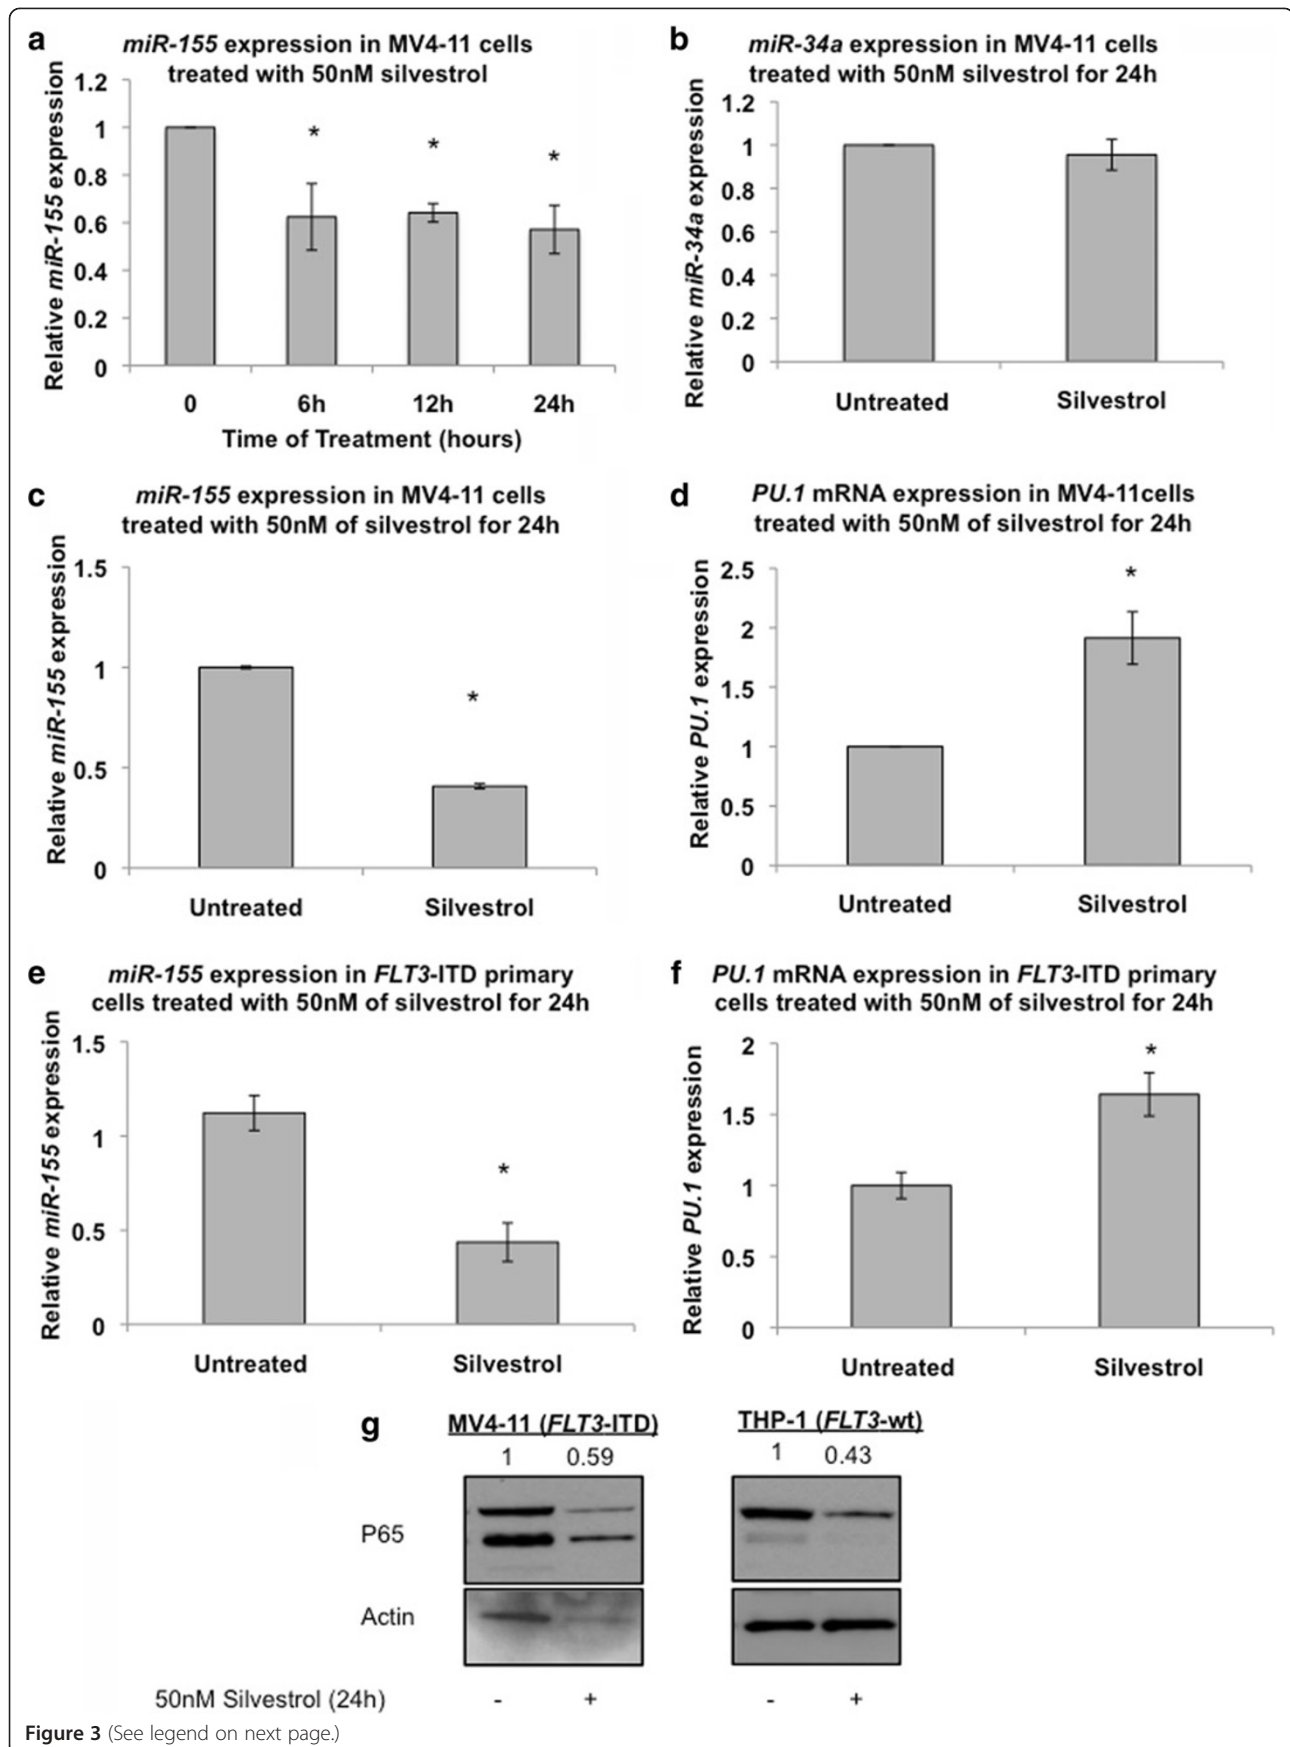 a
miR-155 expression in MV4-11 cells
treated with 50nM silvestrol
Relative miR-155 expression
1.2
1
0.8
0.6
0.4
0.2
0
* * *
0 6h 12h 24h
Time of Treatment (hours)
b
miR-34a expression in MV4-11 cells
treated with 50nM silvestrol for 24h
Relative miR-34a expression
1.2
1
0.8
0.6
0.4
0.2
0
Untreated Silvestrol
c
miR-155 expression in MV4-11 cells
treated with 50nM of silvestrol for 24h
Relative miR-155 expression
1.5
1
0.5
0
*
Untreated Silvestrol
d
PU.1 mRNA expression in MV4-11cells
treated with 50nM of silvestrol for 24h
Relative PU.1 expression
2.5
2
1.5
1
0.5
0
*
Untreated Silvestrol
e
miR-155 expression in FLT3-ITD primary
cells treated with 50nM of silvestrol for 24h
Relative miR-155 expression
1.5
1
0.5
0
*
Untreated Silvestrol
f
PU.1 mRNA expression in FLT3-ITD primary
cells treated with 50nM of silvestrol for 24h
Relative PU.1 expression
2
1.5
1
0.5
0
*
Untreated Silvestrol
g
MV4-11 (FLT3-ITD) THP-1 (FLT3-wt)
1 0.59 1 0.43
P65
Actin
50nM Silvestrol (24h) - + - +
Figure 3 (See legend on next page.)